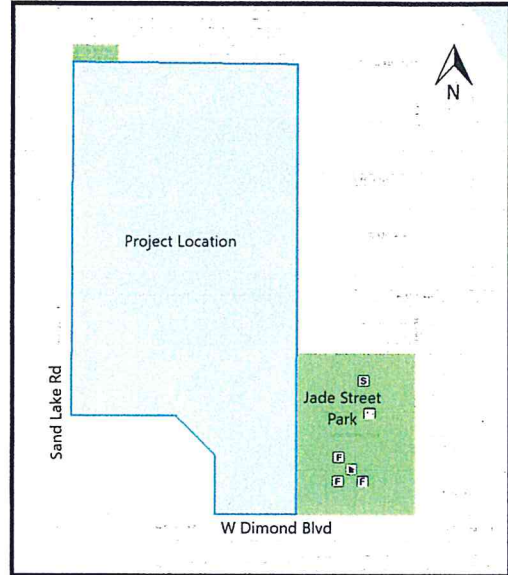 N
Project Location
Sand Lake Rd
S
Jade Street
Park
F
F
F
W Dimond Blvd